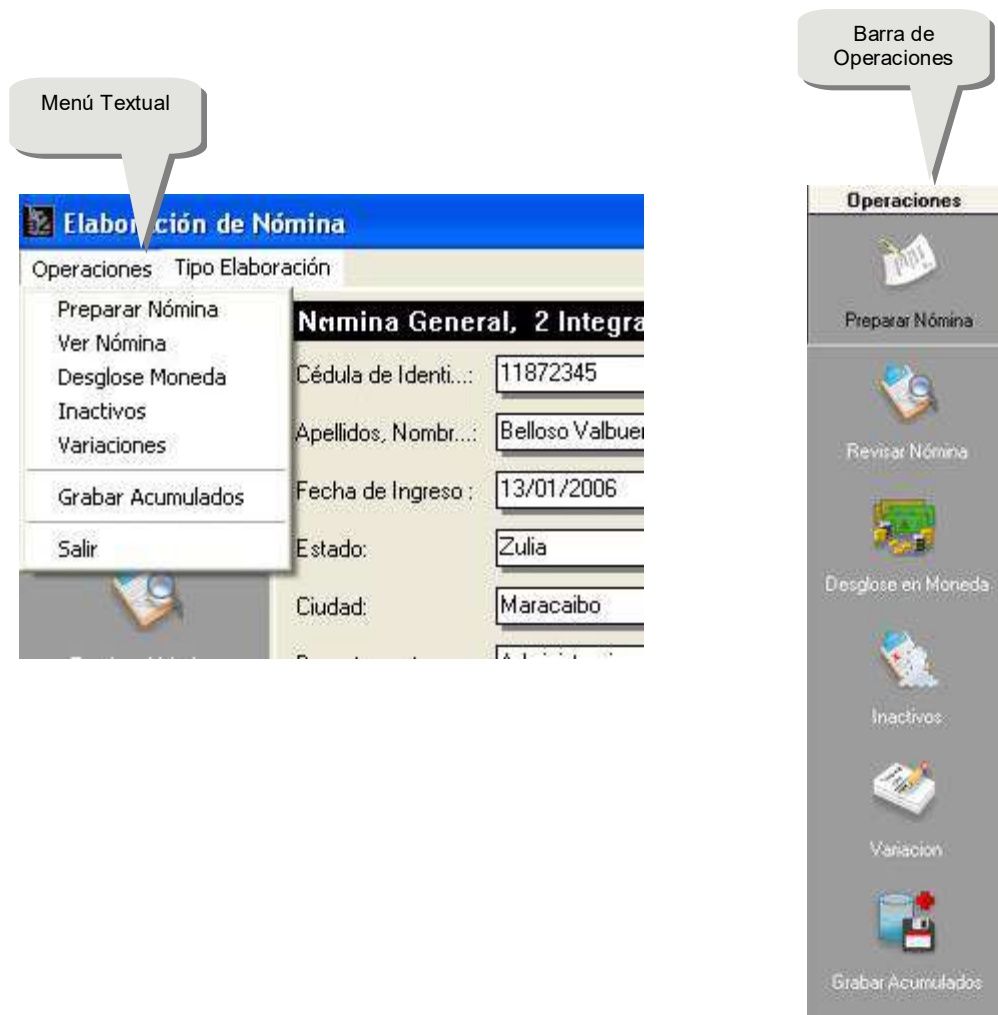 Barra de
Operaciones
Menú Textual
Elaboración de Nómina
Operaciones Tipo Elaboración
Preparar Nómina
Ver Nómina
Desglose Moneda
Inactivos
Variaciones
Grabar Acumulados
Salir
Nómina General, 2 Integra
Cédula de Identi...: 11872345
Apellidos, Nombr...: Belloso Valbuer
Fecha de Ingreso : 13/01/2006
Estado: Zulia
Ciudad: Maracaibo
Operaciones
Preparar Nómina
Revisar Nómina
Desglose en Moneda
Inactivos
Variacion
Grabar Acumulados